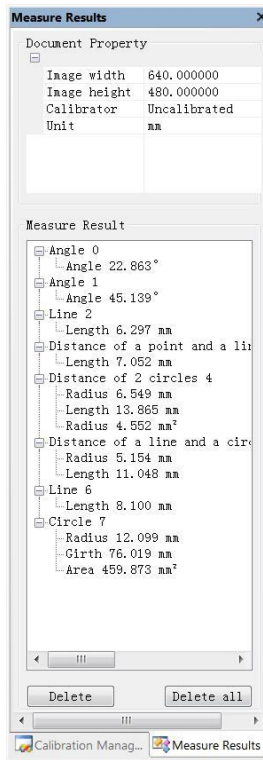 Measure Results
Document Property
Image width 640.000000
Image height 480.000000
Calibrator Uncalibrated
Unit mm
Measure Result
Angle 0
Angle 22.863°
Angle 1
Angle 45.139°
Line 2
Length 6.297 mm
Distance of a point and a lin
Length 7.052 mm
Distance of 2 circles 4
Radius 6.549 mm
Length 13.865 mm
Radius 4.552 mm²
Distance of a line and a circ
Radius 5.154 mm
Length 11.048 mm
Line 6
Length 8.100 mm
Circle 7
Radius 12.099 mm
Girth 76.019 mm
Area 459.873 mm²
Delete Delete all
Calibration Manag... Measure Results